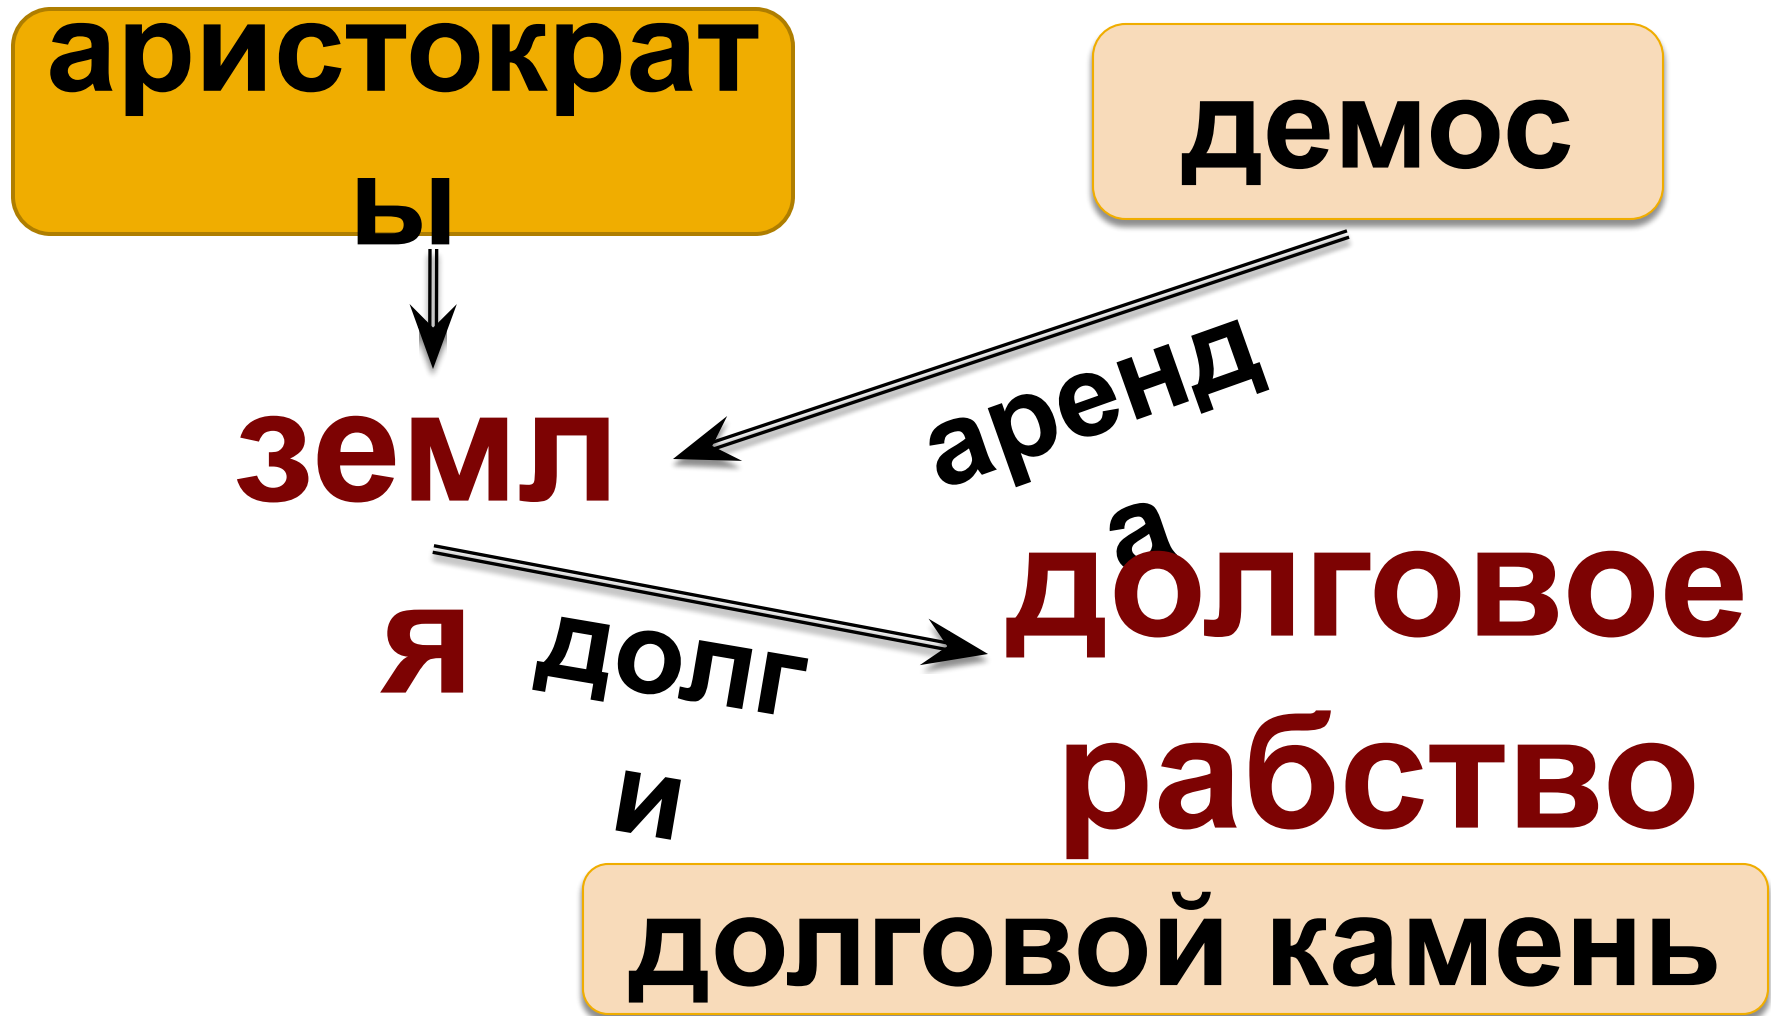 аристократ
ы
демос
аренд
а
земл
я
долг
и
долговое
рабство
долговой камень